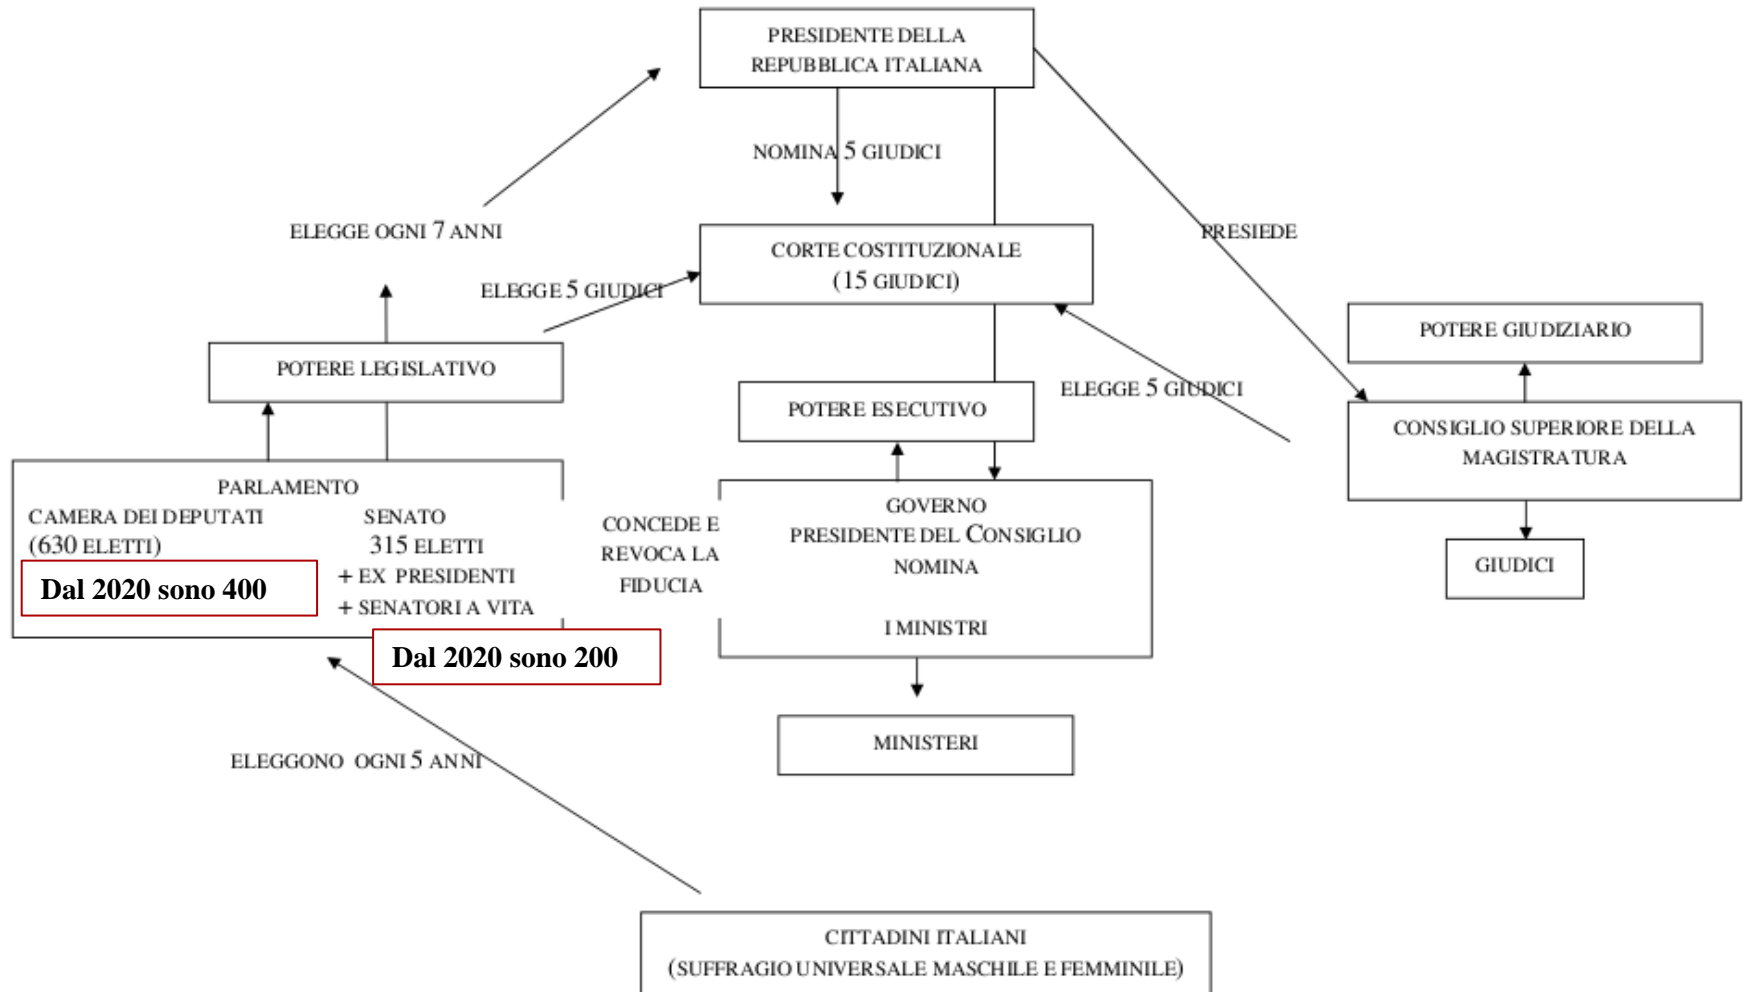 PRESIDENTE DELLA
REPUBBLICA ITALIANA
NOMINA 5 GIUDICI
ELEGGE OGNI 7 ANNI
PRESIEDE
CORTE COSTITUZIONALE
(15 GIUDICI)
ELEGGE 5 GIUDICI
POTERE GIUDIZIARIO
POTERE LEGISLATIVO
ELEGGE 5 GIUDICI
POTERE ESECUTIVO
CONSIGLIO SUPERIORE DELLA
MAGISTRATURA
PARLAMENTO
CAMERA DEI DEPUTATI
(630 ELETTI)
Dal 2020 sono 400
SENATO
315 ELETTI
+ EX PRESIDENTI
+ SENATORI A VITA
Dal 2020 sono 200
CONCEDE E
REVOCA LA
FIDUCIA
GOVERNO
PRESIDENTE DEL CONSIGLIO
NOMINA
I MINISTRI
GIUDICI
MINISTERI
ELEGGONO OGNI 5 ANNI
CITTADINI ITALIANI
(SUFFRAGIO UNIVERSALE MASCHILE E FEMMINILE)